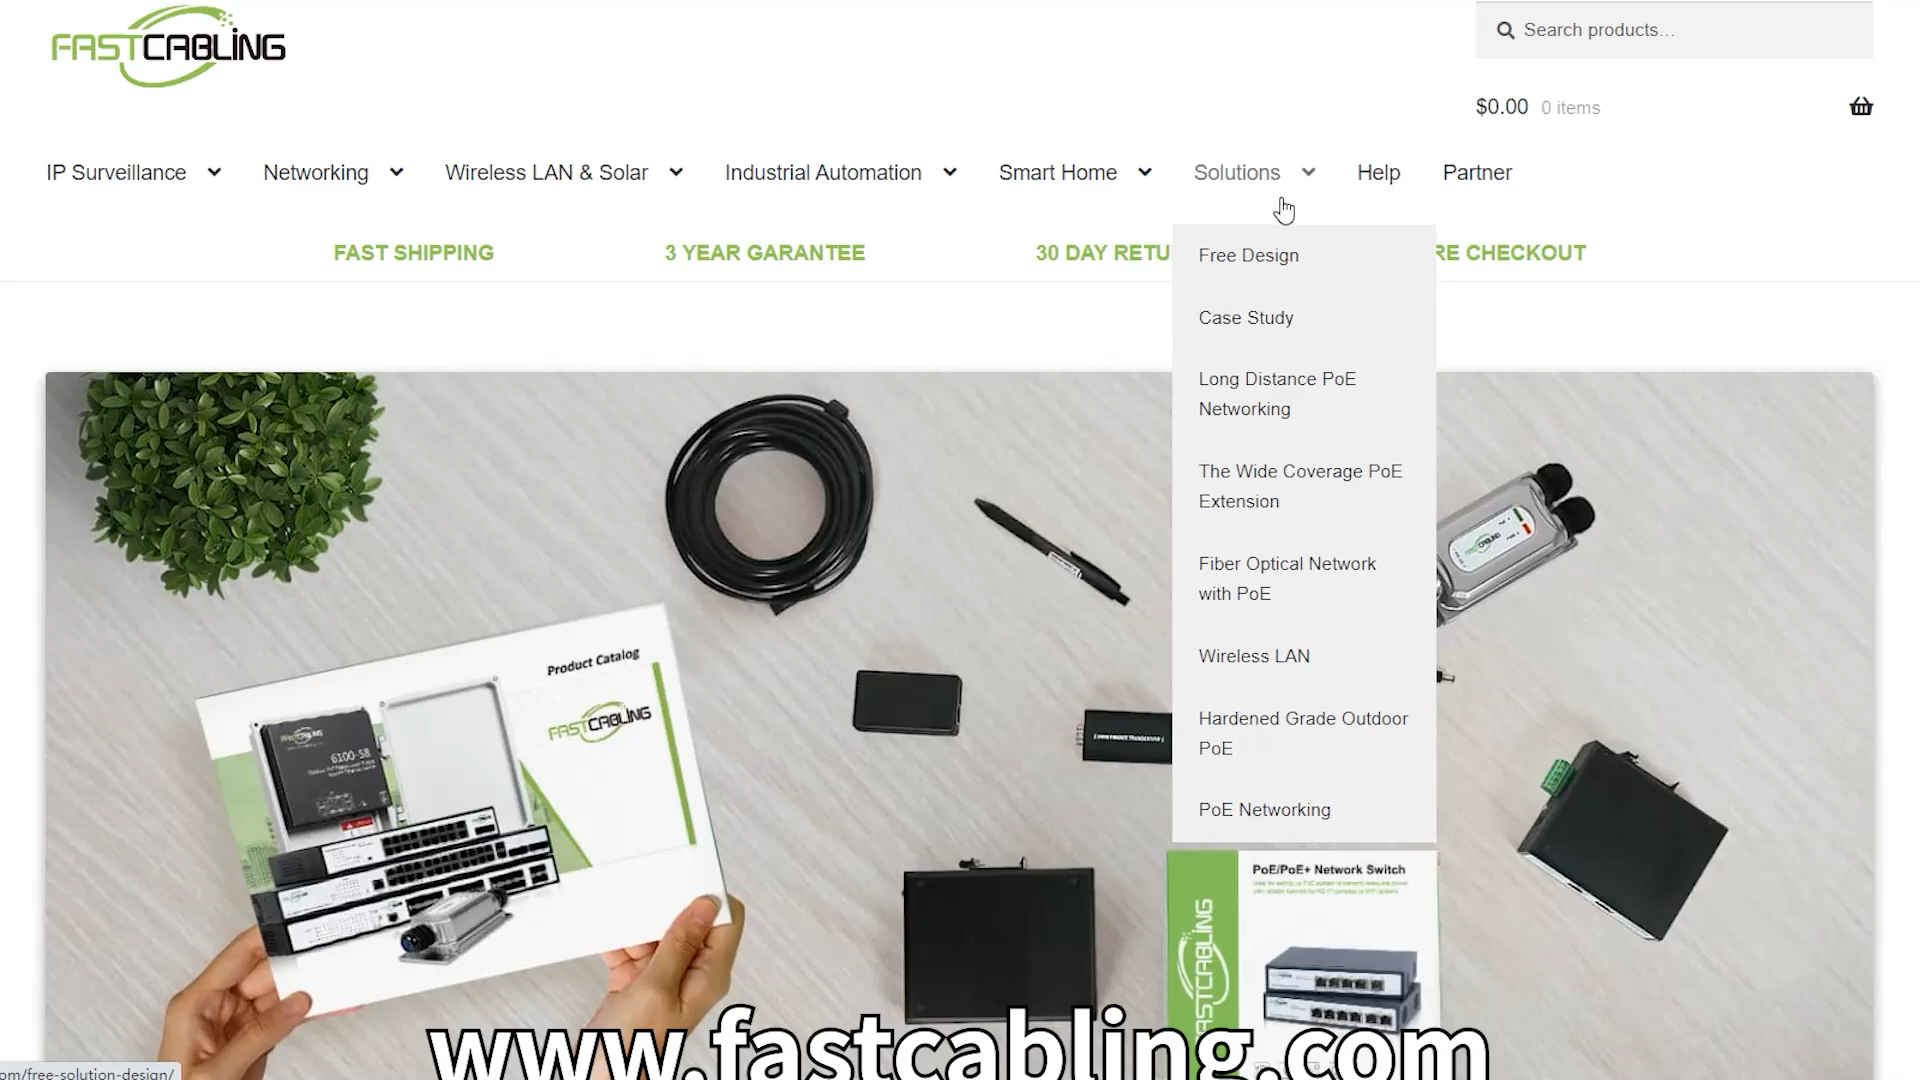 FASTCABLING
Search products…
$0.00 0 items
IP Surveillance
Networking
Wireless LAN & Solar
Industrial Automation
Smart Home
Solutions
Help
Partner
FAST SHIPPING
3 YEAR GARANTEE
30 DAY RETU
RE CHECKOUT
Free Design
Case Study
Long Distance PoE
Networking
The Wide Coverage PoE
Extension
Fiber Optical Network
with PoE
Wireless LAN
Hardened Grade Outdoor
PoE
PoE Networking
Product Catalog
FASTCABLING
FASTCABLING
6100-S8
PoE/PoE+ Network Switch
FASTCABLING
www.fastcabling.com
om/free-solution-design/